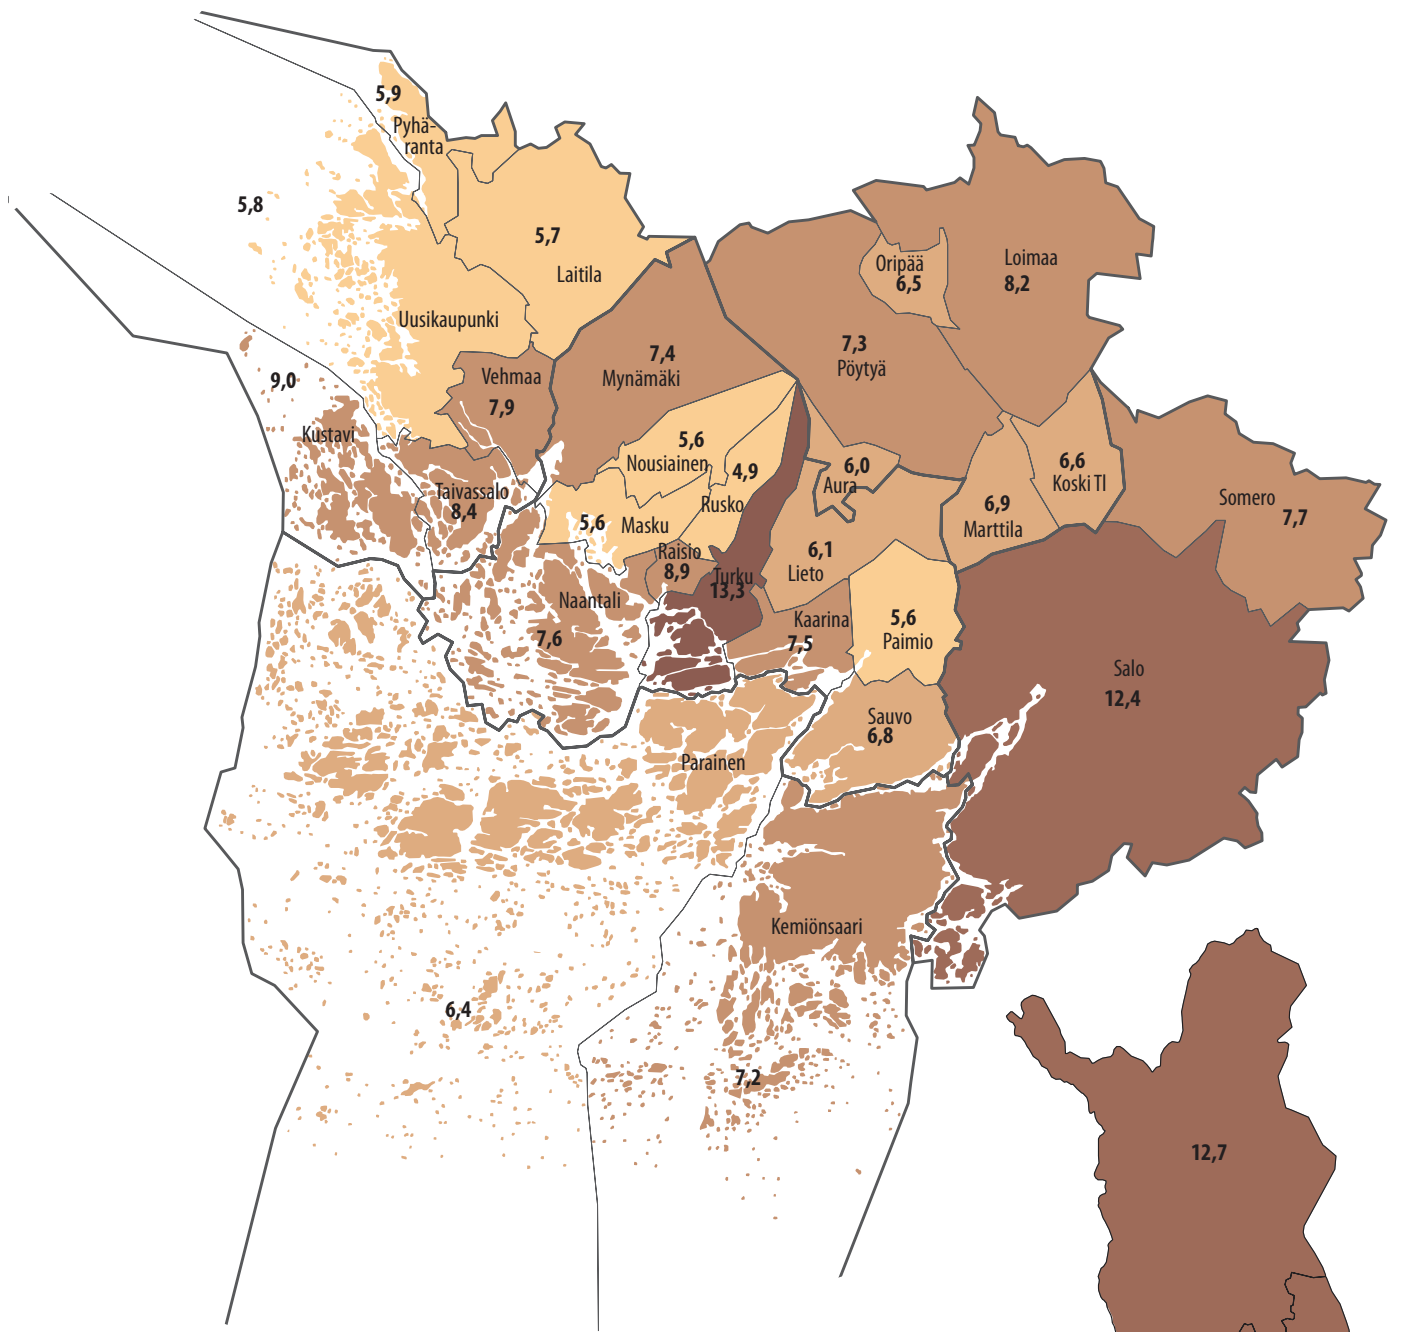 5,9
Pyhä-
ranta
5,8
5,7
Laitila
Uusikaupunki
Oripää
6,5
Loimaa
8,2
7,3
Pöytyä
7,4
Mynämäki
Vehmaa
7,9
9,0
Kustavi
Taivassalo
8,4
5,6
Nousiainen
4,9
Rusko
5,6
Masku
6,0
Aura
6,6
Koski Tl
6,9
Marttila
Somero
7,7
Raisio
8,9
Turku
13,3
6,1
Lieto
Naantali
7,6
Kaarina
7,5
5,6
Paimio
Salo
12,4
Sauvo
6,8
Parainen
Kemiönsaari
6,4
7,2
12,7